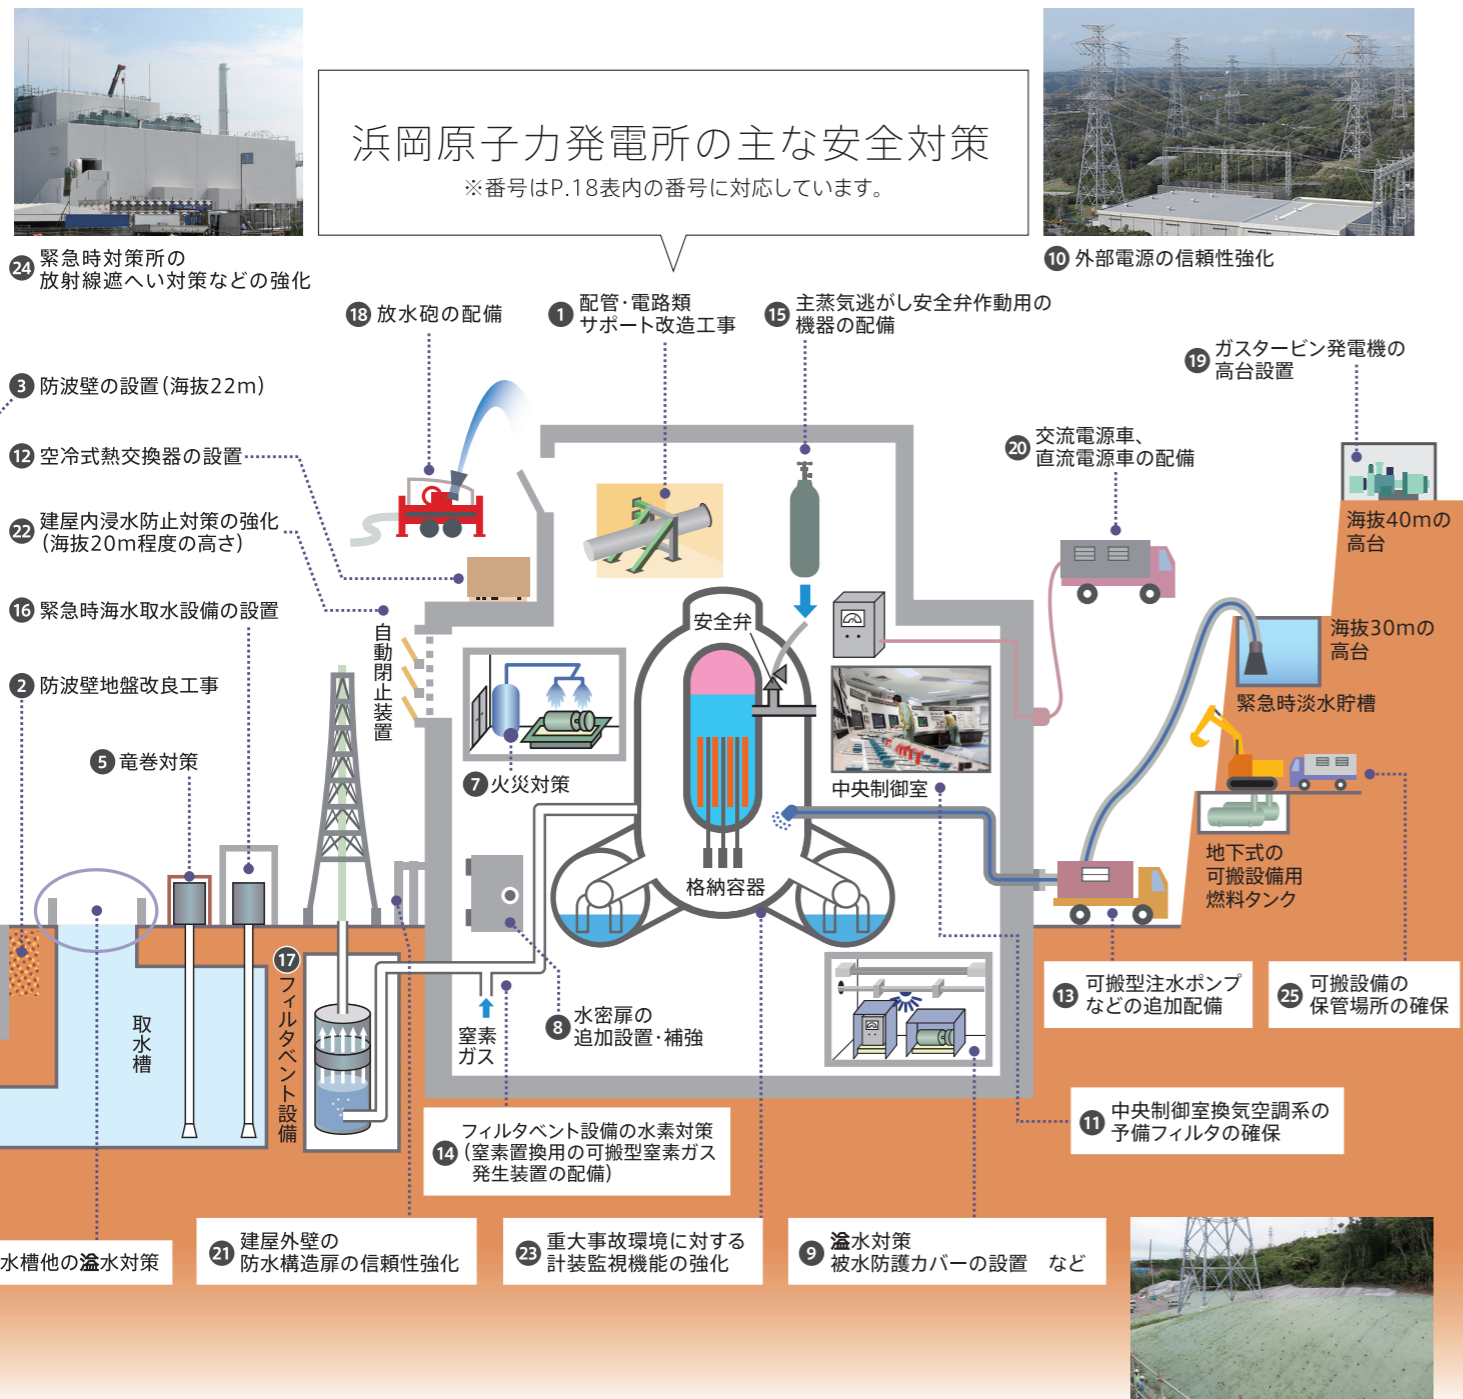 浜岡原子力発電所の主な安全対策
※番号はP.18表内の番号に対応しています。
24 緊急時対策所の
放射線遮へい対策などの強化
10 外部電源の信頼性強化
18 放水砲の配備
1 配管・電路類
サポート改造工事
15 主蒸気逃がし安全弁作動用の
機器の配備
19 ガスタービン発電機の
高台設置
3 防波壁の設置(海抜22m)
12 空冷式熱交換器の設置
20 交流電源車、
直流電源車の配備
22 建屋内浸水防止対策の強化
(海抜20m程度の高さ)
海抜40mの
高台
16 緊急時海水取水設備の設置
自動閉止装置
安全弁
海抜30mの
高台
2 防波壁地盤改良工事
緊急時淡水貯槽
5 竜巻対策
7 火災対策
中央制御室
地下式の
可搬設備用
燃料タンク
格納容器
17 フィルタベント設備
取水槽
窒素
ガス
8 水密扉の
追加設置・補強
13 可搬型注水ポンプ
などの追加配備
25 可搬設備の
保管場所の確保
14 フィルタベント設備の水素対策
(窒素置換用の可搬型窒素ガス
発生装置の配備)
11 中央制御室換気空調系の
予備フィルタの確保
水槽他の溢水対策
21 建屋外壁の
防水構造扉の信頼性強化
23 重大事故環境に対する
計装監視機能の強化
9 溢水対策
被水防護カバーの設置 など